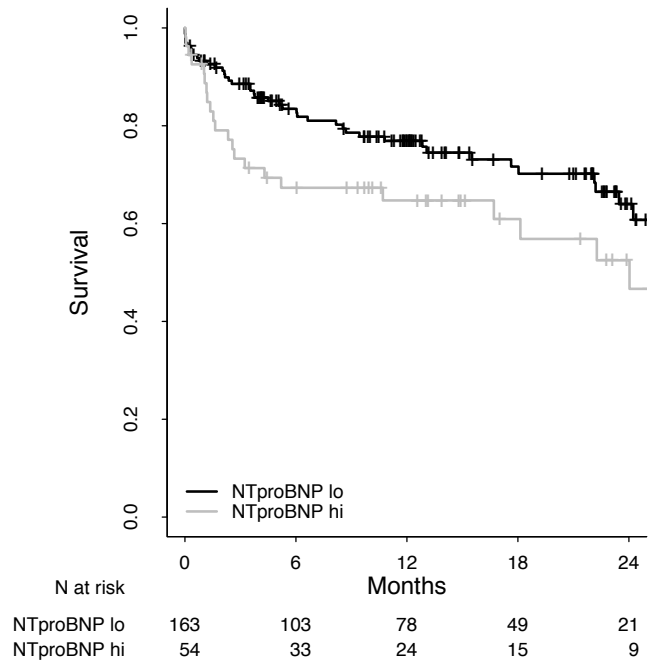 1.0
0.8
0.6
0.4
0.2
0.0
Survival
NTproBNP lo
NTproBNP hi
0 6 12 18 24
Months
N at risk
NTproBNP lo 163 103 78 49 21
NTproBNP hi 54 33 24 15 9